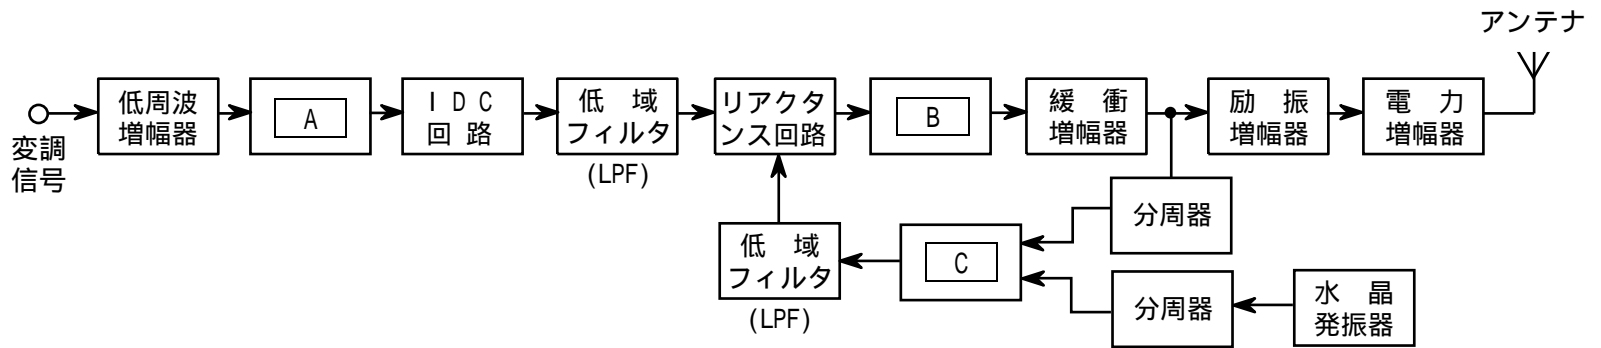 アンテナ
変調
信号
低周波
増幅器
A
IDC
回路
低域
フィルタ
(LPF)
リアクタ
ンス回路
B
緩衝
増幅器
励振
増幅器
電力
増幅器
分周器
低域
フィルタ
(LPF)
C
分周器
水晶
発振器